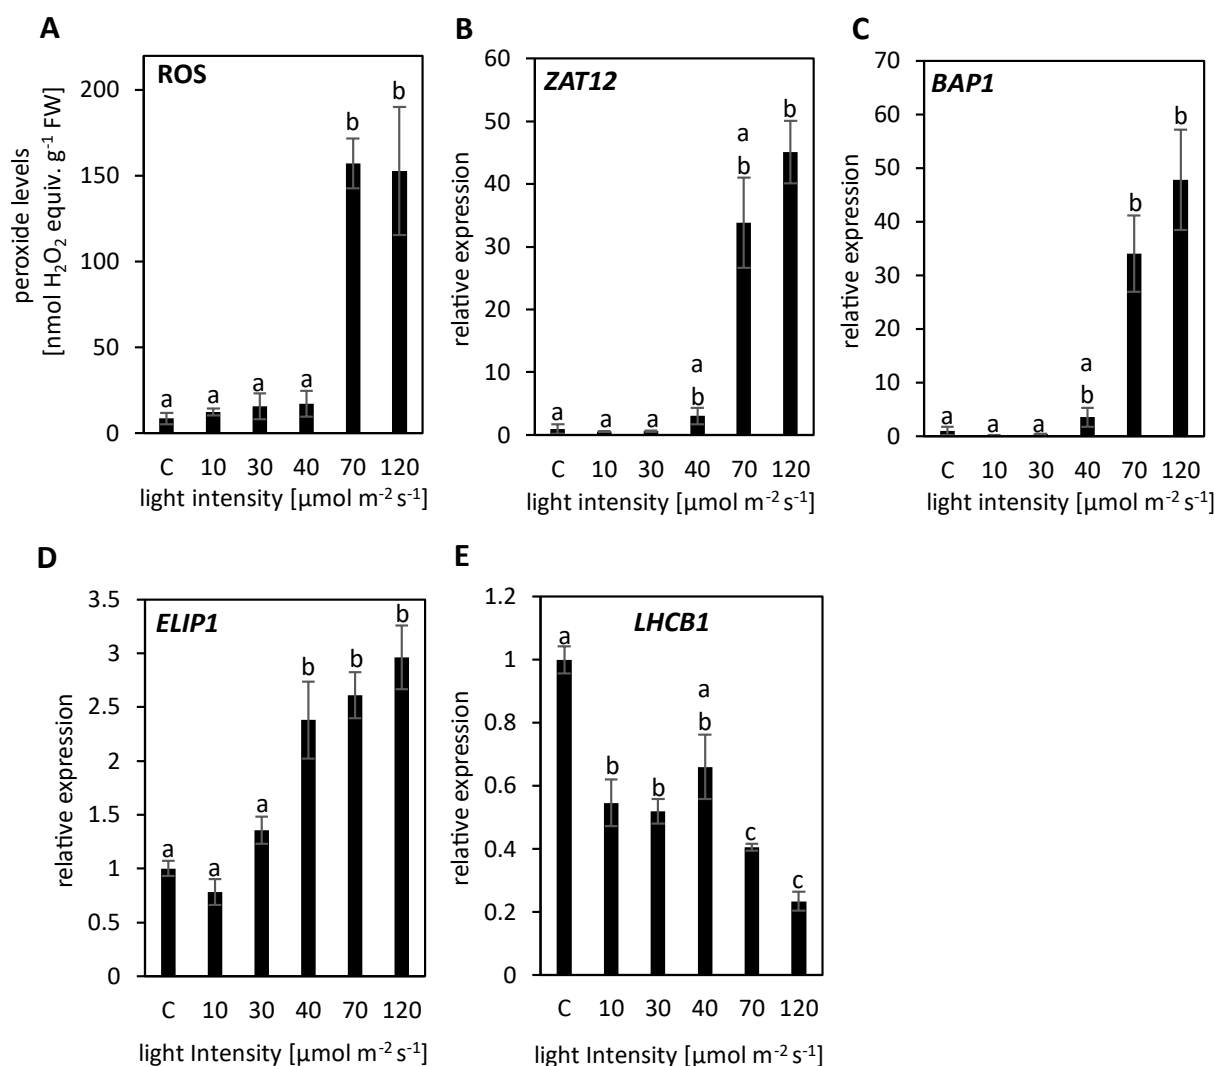 A
ROS
peroxide levels
[nmol H₂O₂ equiv. g⁻¹ FW]
200
150
100
50
0
a a a a b b
C 10 30 40 70 120
light intensity [µmol m⁻² s⁻¹]
B
ZAT12
relative expression
60
50
40
30
20
10
0
a a a a b a b b
C 10 30 40 70 120
light intensity [µmol m⁻² s⁻¹]
C
BAP1
relative expression
70
60
50
40
30
20
10
0
a a a a b b b
C 10 30 40 70 120
light intensity [µmol m⁻² s⁻¹]
D
ELIP1
relative expression
3.5
3
2.5
2
1.5
1
0.5
0
a a a b b b
C 10 30 40 70 120
light Intensity [µmol m⁻² s⁻¹]
E
LHCB1
relative expression
1.2
1
0.8
0.6
0.4
0.2
0
a b b a b c c
C 10 30 40 70 120
light Intensity [µmol m⁻² s⁻¹]